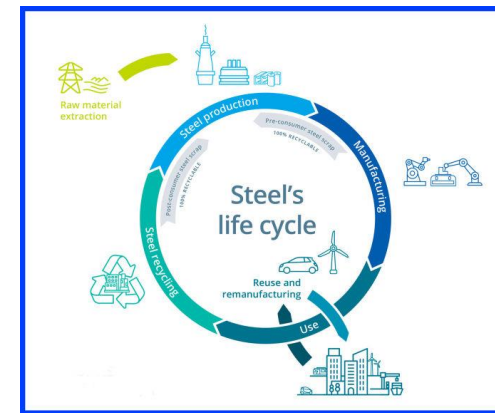 Raw material
extraction
Steel production
Pre-consumer steel scrap
100% RECYCLABLE
Manufacturing
Post-consumer steel scrap
100% RECYCLABLE
Steel's
life cycle
Steel recycling
Reuse and
remanufacturing
Use